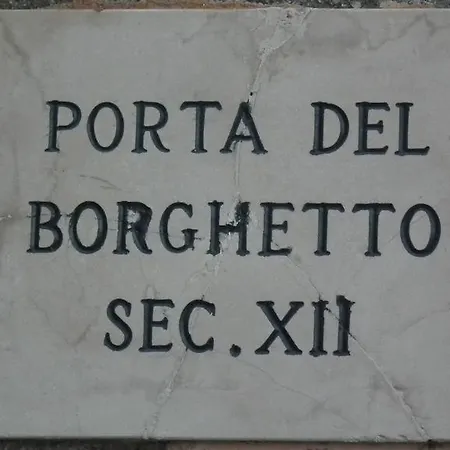 PORTA DEL
BORGHETTO
SEC. XII